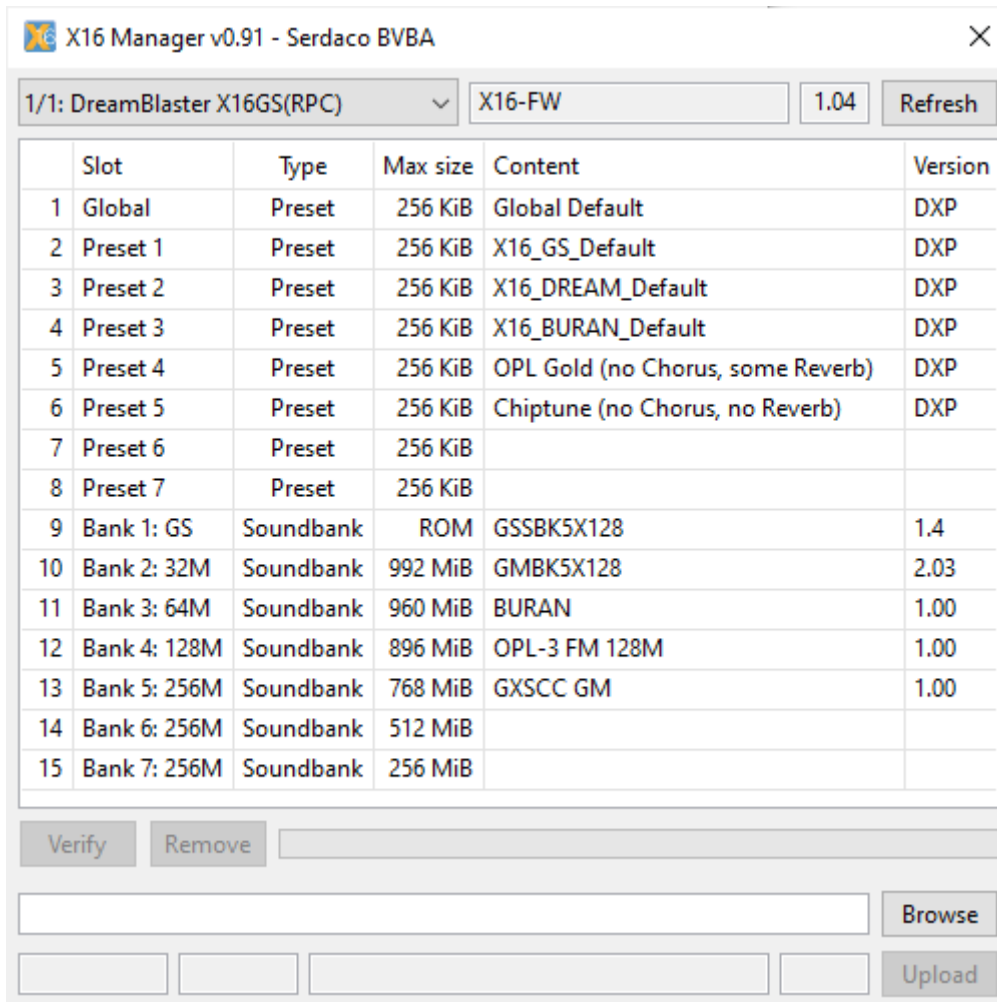 X16 Manager v0.91 - Serdaco BVBA
1/1: DreamBlaster X16GS(RPC) X16-FW 1.04 Refresh
Slot Type Max size Content Version
1 Global Preset 256 KiB Global Default DXP
2 Preset 1 Preset 256 KiB X16_GS_Default DXP
3 Preset 2 Preset 256 KiB X16_DREAM_Default DXP
4 Preset 3 Preset 256 KiB X16_BURAN_Default DXP
5 Preset 4 Preset 256 KiB OPL Gold (no Chorus, some Reverb) DXP
6 Preset 5 Preset 256 KiB Chiptune (no Chorus, no Reverb) DXP
7 Preset 6 Preset 256 KiB
8 Preset 7 Preset 256 KiB
9 Bank 1: GS Soundbank ROM GSSBK5X128 1.4
10 Bank 2: 32M Soundbank 992 MiB GMBK5X128 2.03
11 Bank 3: 64M Soundbank 960 MiB BURAN 1.00
12 Bank 4: 128M Soundbank 896 MiB OPL-3 FM 128M 1.00
13 Bank 5: 256M Soundbank 768 MiB GXSCC GM 1.00
14 Bank 6: 256M Soundbank 512 MiB
15 Bank 7: 256M Soundbank 256 MiB
Verify Remove
Browse
Upload